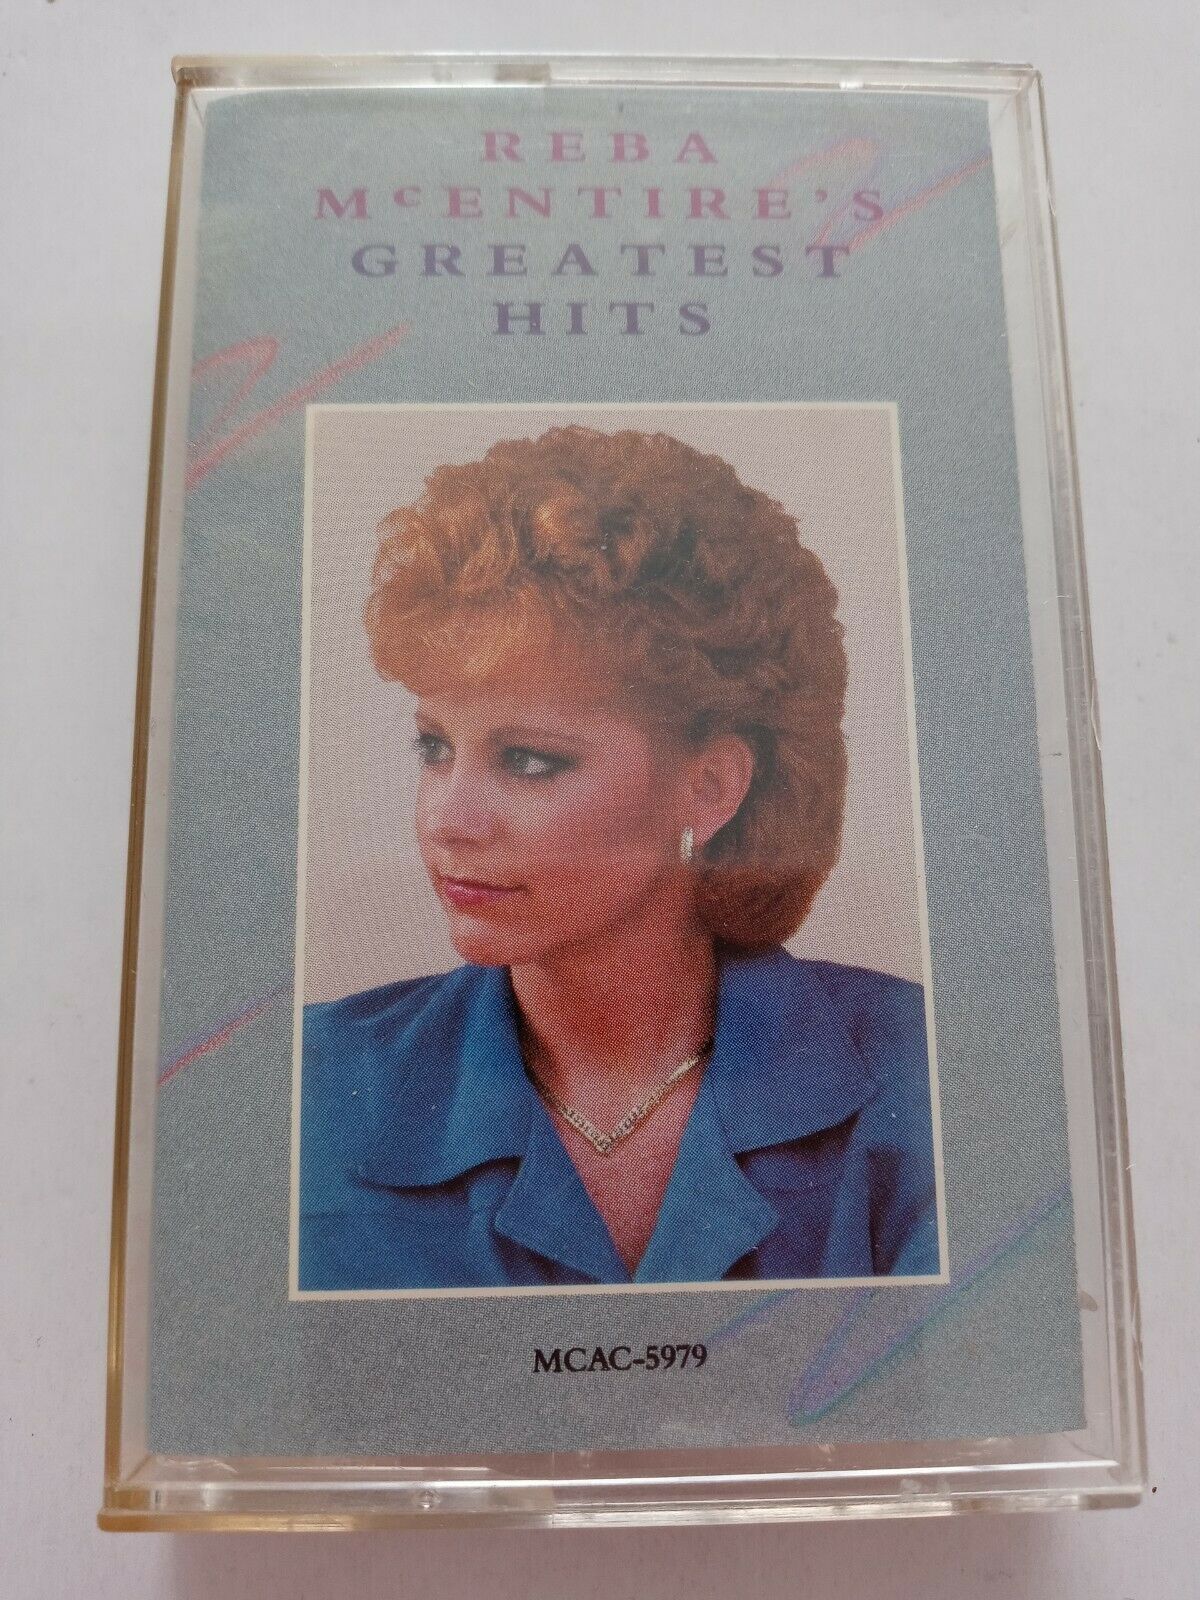 REBA
McENTIRE'S
GREATEST
HITS
MCAC-5979